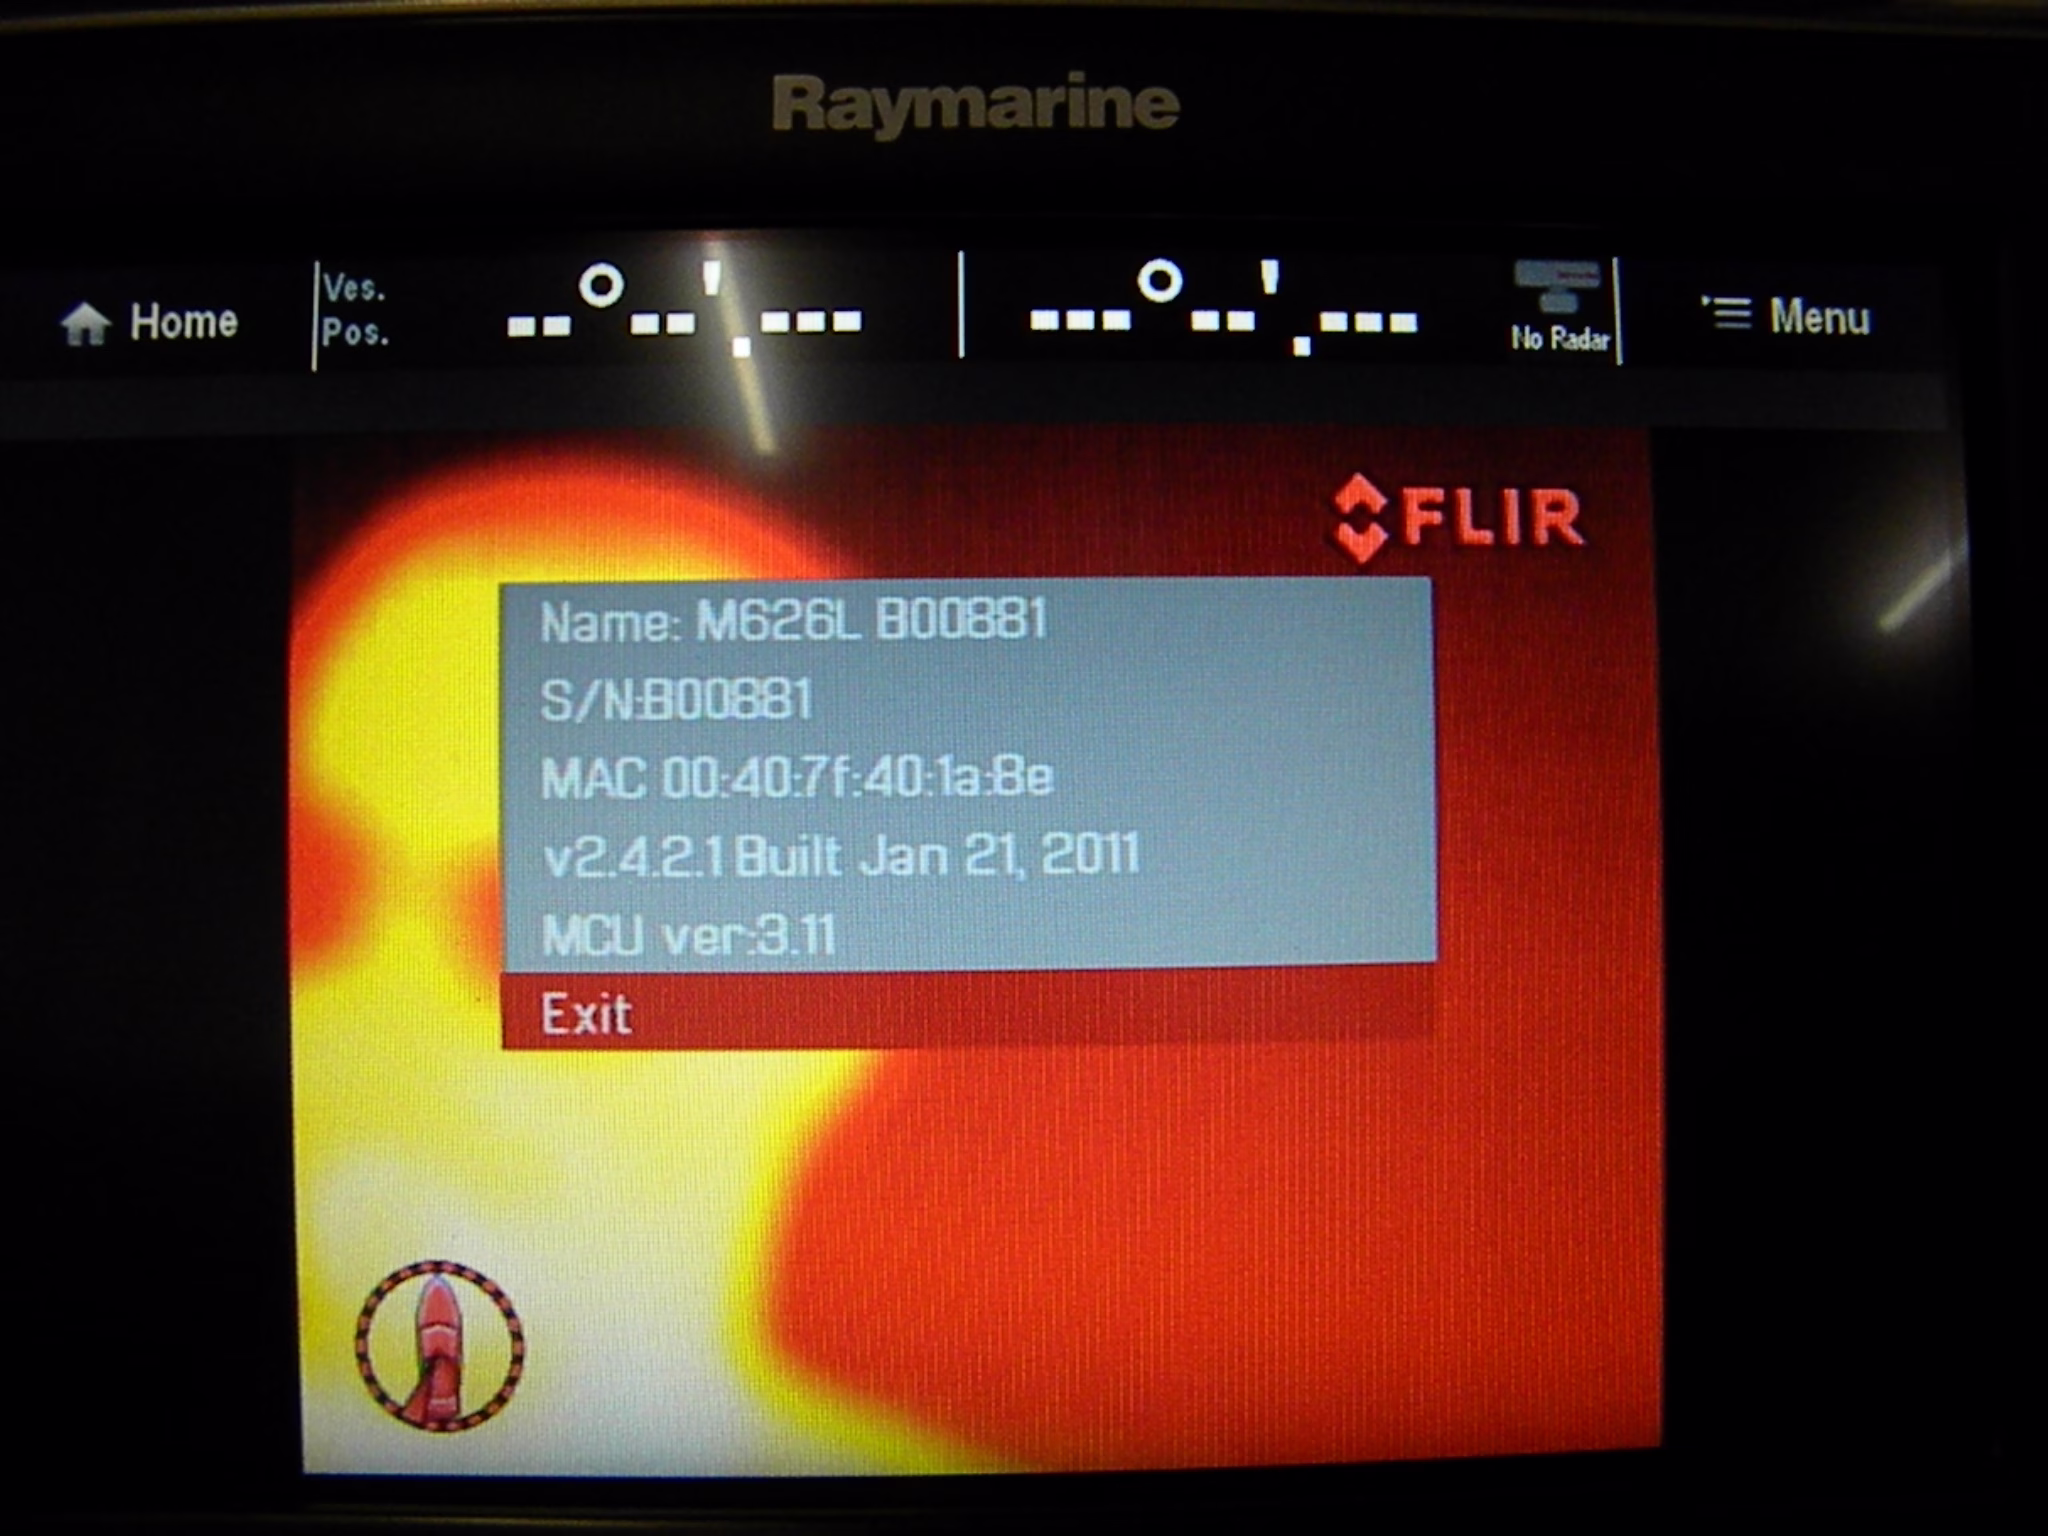 Raymarine
Home
Ves.
Pos.
--°--'.---
---°--'.---
No Radar
Menu
FLIR
Name: M626L B00881
S/N:B00881
MAC 00:40:7f:40:1a:8e
v2.4.2.1 Built Jan 21, 2011
MCU ver:3.11
Exit